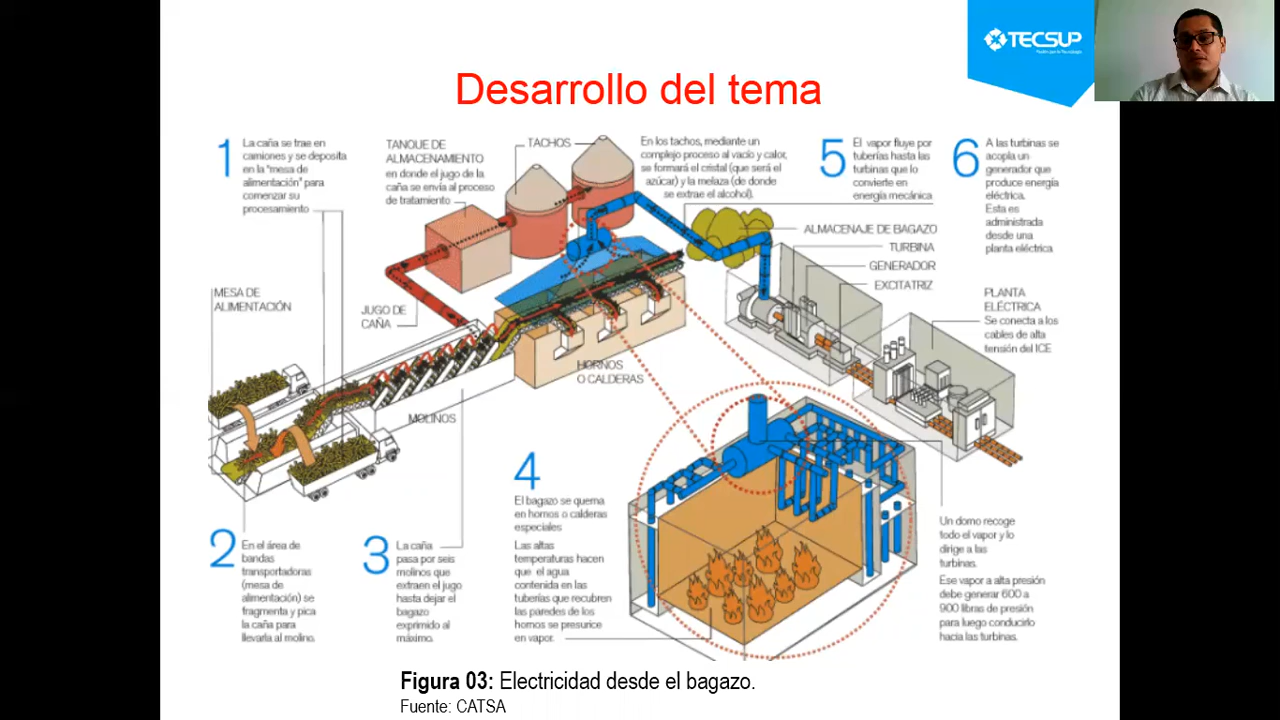 TECSUP
Desarrollo del tema
1
La caña se trae en
camiones y se deposita
en la "mesa de
alimentación" para
comenzar su
procesamiento
TANQUE DE
ALMACENAMIENTO
en donde el jugo de la
caña se envía al proceso
de tratamiento
TACHOS
En los tachos, mediante un
complejo proceso al vacío y calor,
se formará el cristal (que será el
azúcar) y la melaza (de donde
se extrae el alcohol).
5
El vapor fluye por
tuberías hasta las
turbinas que lo
convierte en
energía mecánica
6
A las turbinas se
acopla un
generador que
produce energía
eléctrica.
Esta es
administrada
desde una
planta eléctrica
ALMACENAJE DE BAGAZO
TURBINA
GENERADOR
EXCITATRIZ
MESA DE
ALIMENTACIÓN
JUGO DE
CAÑA
PLANTA
ELÉCTRICA
Se conecta a los
cables de alta
tensión del ICE
HORNOS
O CALDERAS
MOLINOS
2
En el área de
bandas
transportadoras
(mesa de
alimentación) se
fragmenta y pica
la caña para
llevarla al molino.
3
La caña
pasa por seis
molinos que
extraen el jugo
hasta dejar el
bagazo
exprimido al
máximo.
4
El bagazo se quema
en hornos o calderas
especiales
Las altas
temperaturas hacen
que el agua
contenida en las
tuberías que recubren
las paredes de los
hornos se presurice
en vapor.
Un domo recoge
todo el vapor y lo
dirige a las
turbinas.
Ese vapor a alta presión
debe generar 600 a
900 libras de presión
para luego conducirlo
hacia las turbinas.
Figura 03: Electricidad desde el bagazo.
Fuente: CATSA